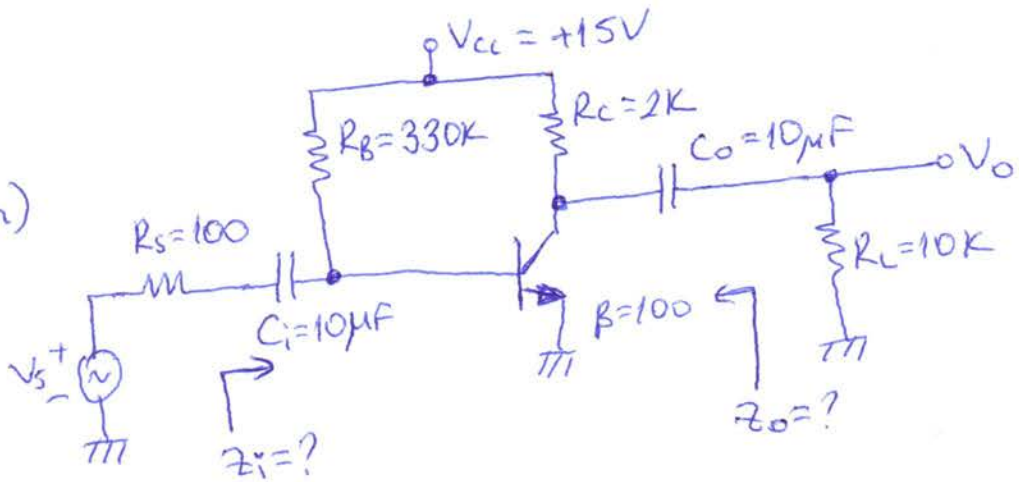 Vcc = +15V
RB=330K
Rc=2K
Co=10µF
Vo
Rs=100
RL=10K
Ci=10µF
β=100
Vs
+
-
~
Zi=?
Zo=?